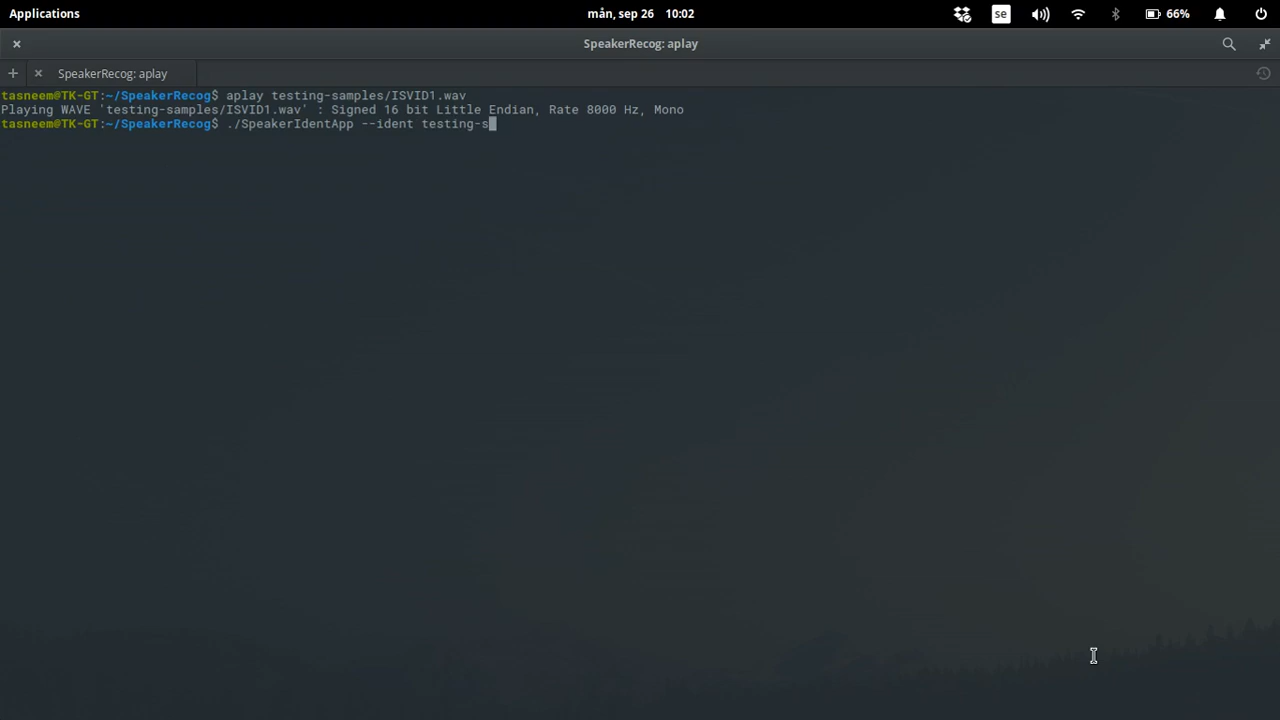 Applications
mån, sep 26 10:02
se
66%
SpeakerRecog: aplay
SpeakerRecog: aplay
tasneem@TK-GT:~/SpeakerRecog$ aplay testing-samples/ISVID1.wav
Playing WAVE 'testing-samples/ISVID1.wav' : Signed 16 bit Little Endian, Rate 8000 Hz, Mono
tasneem@TK-GT:~/SpeakerRecog$ ./SpeakerIdentApp --ident testing-s